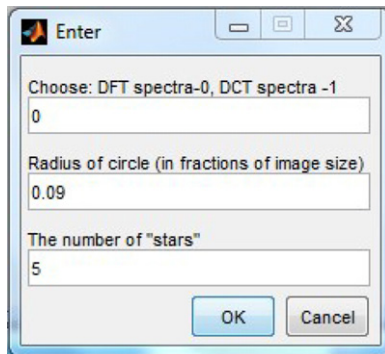 Enter
Choose: DFT spectra-0, DCT spectra -1
0
Radius of circle (in fractions of image size)
0.09
The number of "stars"
5
OK Cancel